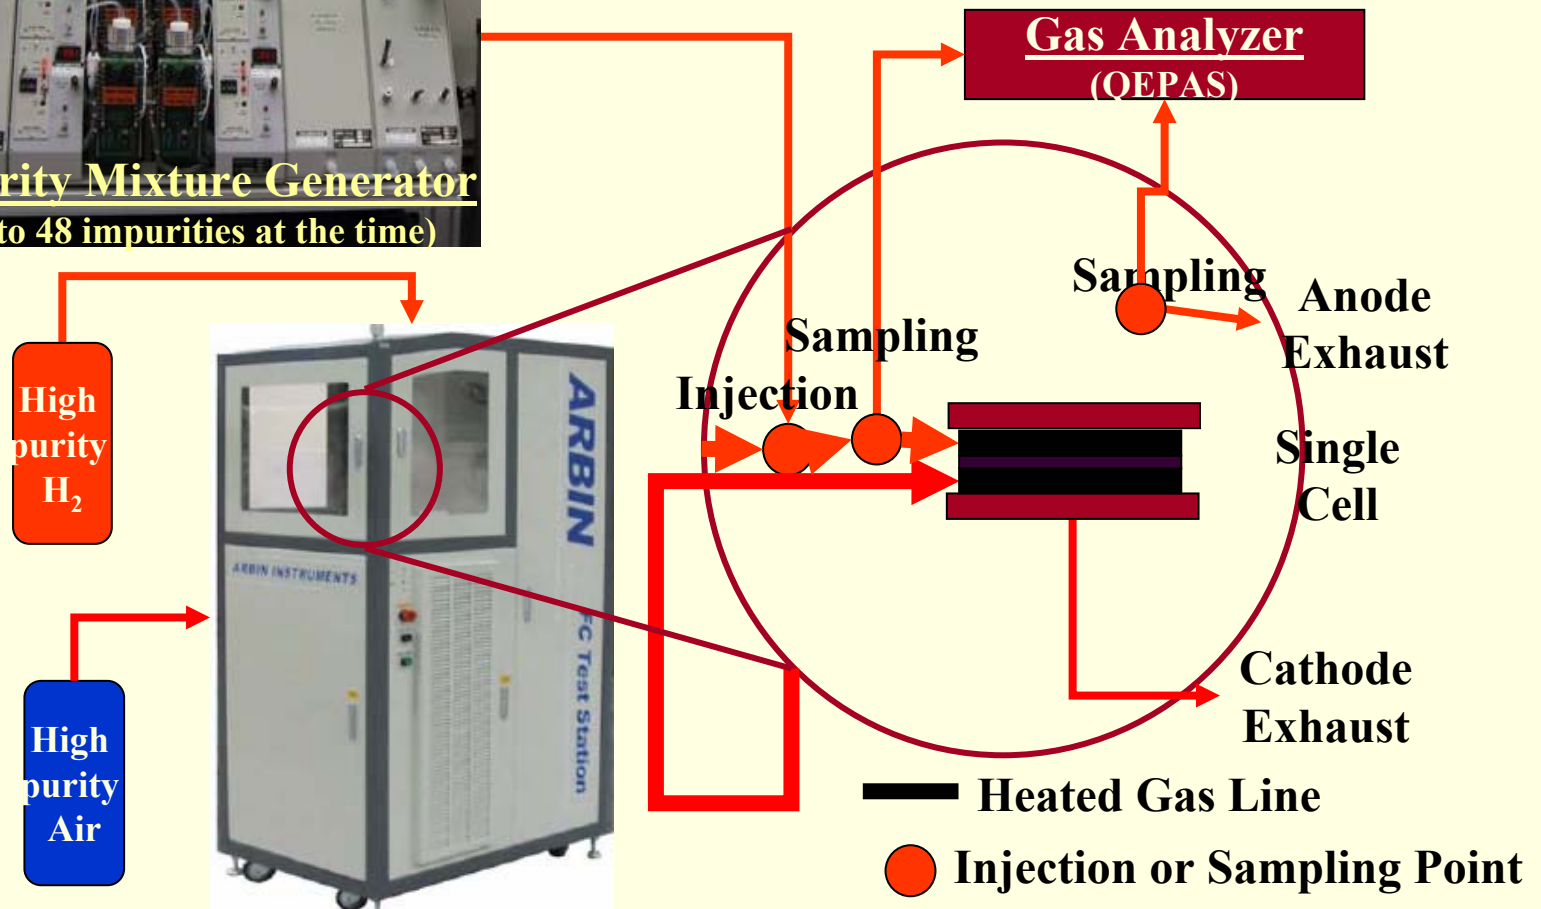 Gas Analyzer
(QEPAS)
rity Mixture Generator
to 48 impurities at the time)
Sampling
Anode
Exhaust
Sampling
Injection
High
purity
H₂
Single
Cell
ARBIN
ARBIN INSTRUMENTS
FC Test Station
High
purity
Air
Cathode
Exhaust
Heated Gas Line
Injection or Sampling Point